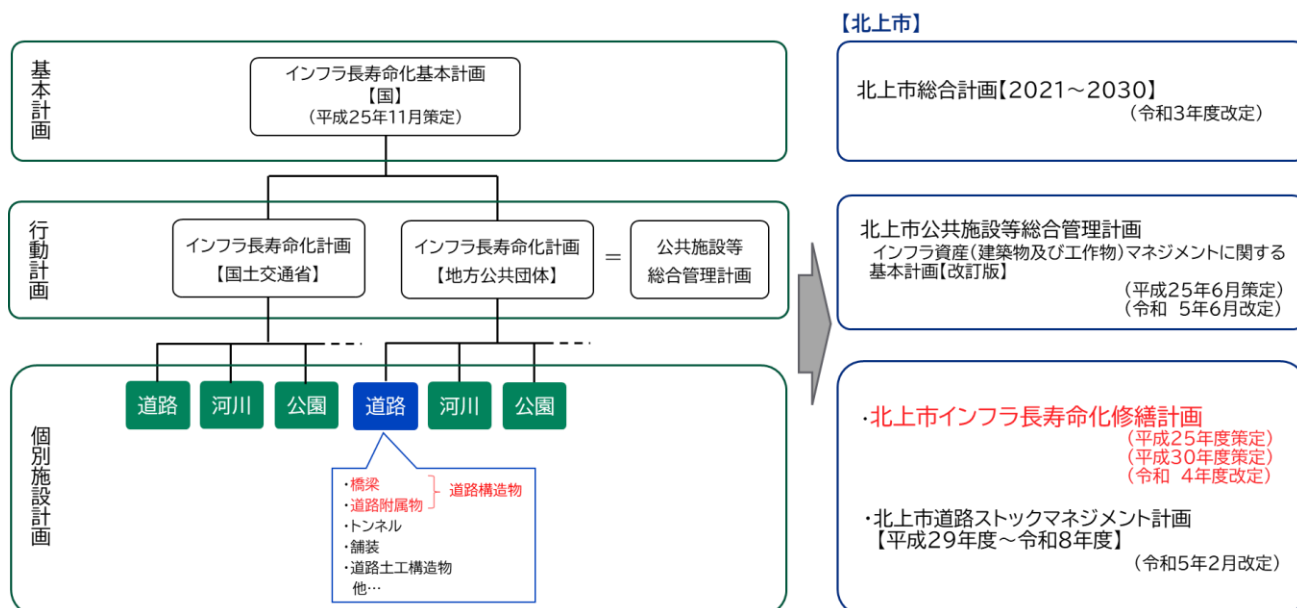 【北上市】
基本計画
インフラ長寿命化基本計画
【国】
(平成25年11月策定)
北上市総合計画【2021～2030】
(令和3年度改定)
行動計画
インフラ長寿命化計画
【国土交通省】
インフラ長寿命化計画
【地方公共団体】
＝
公共施設等
総合管理計画
北上市公共施設等総合管理計画
インフラ資産(建築物及び工作物)マネジメントに関する
基本計画【改訂版】
(平成25年6月策定)
(令和 5年6月改定)
個別施設計画
道路
河川
公園
道路
河川
公園
・橋梁
・道路附属物
道路構造物
・トンネル
・舗装
・道路土工構造物
他…
・北上市インフラ長寿命化修繕計画
(平成25年度策定)
(平成30年度策定)
(令和 4年度改定)
・北上市道路ストックマネジメント計画
【平成29年度～令和8年度】
(令和5年2月改定)